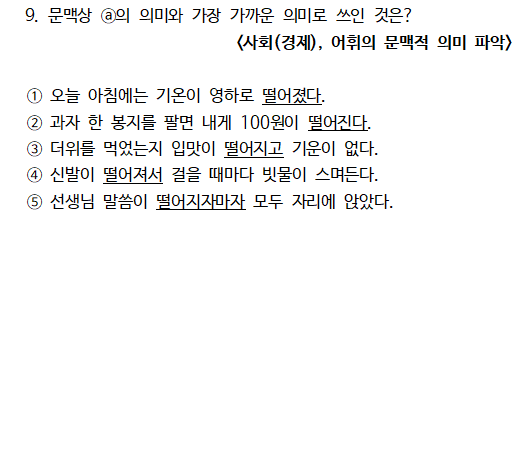 9. 문맥상 ⓐ의 의미와 가장 가까운 의미로 쓰인 것은?
<사회(경제), 어휘의 문맥적 의미 파악>
① 오늘 아침에는 기온이 영하로 떨어졌다.
② 과자 한 봉지를 팔면 내게 100원이 떨어진다.
③ 더위를 먹었는지 입맛이 떨어지고 기운이 없다.
④ 신발이 떨어져서 걸을 때마다 빗물이 스며든다.
⑤ 선생님 말씀이 떨어지자마자 모두 자리에 앉았다.